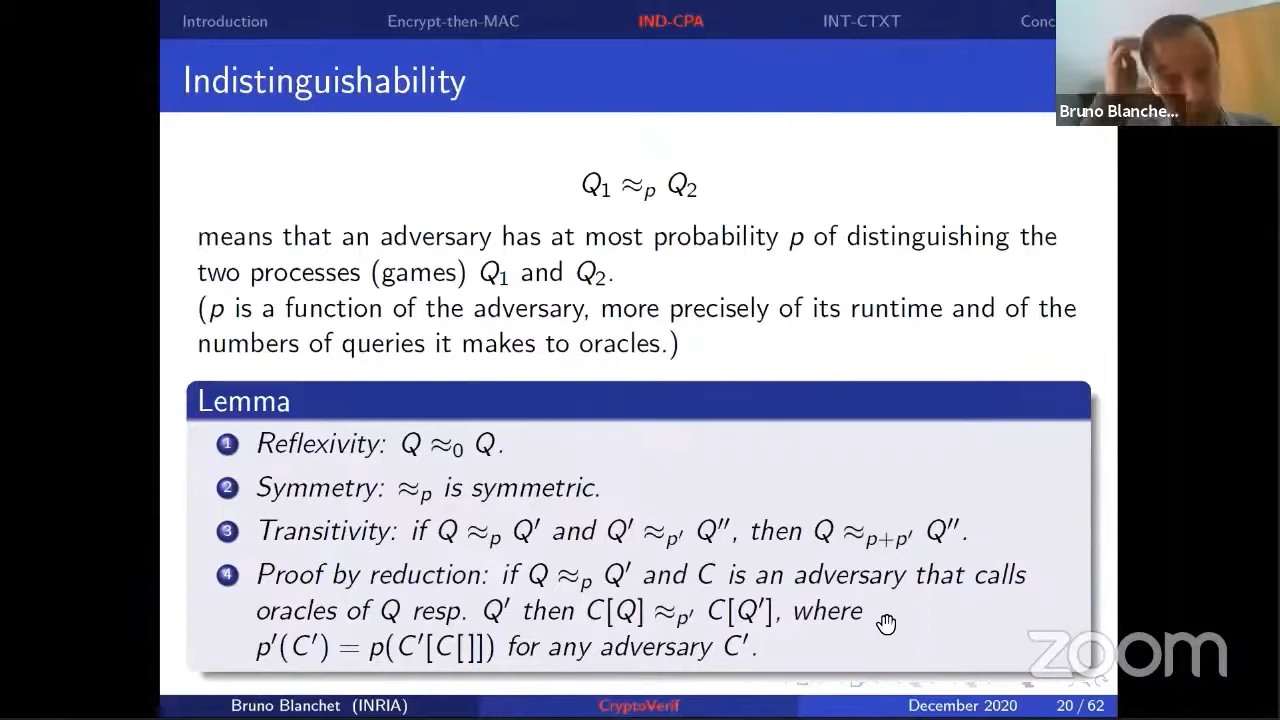 Introduction Encrypt-then-MAC IND-CPA INT-CTXT Conc
Indistinguishability
Bruno Blanche...
Q₁ ≈ₚ Q₂
means that an adversary has at most probability p of distinguishing the
two processes (games) Q₁ and Q₂.
(p is a function of the adversary, more precisely of its runtime and of the
numbers of queries it makes to oracles.)
Lemma
1 Reflexivity: Q ≈₀ Q.
2 Symmetry: ≈ₚ is symmetric.
3 Transitivity: if Q ≈ₚ Q′ and Q′ ≈ₚ′ Q′′, then Q ≈ₚ₊ₚ′ Q′′.
4 Proof by reduction: if Q ≈ₚ Q′ and C is an adversary that calls
oracles of Q resp. Q′ then C[Q] ≈ₚ′ C[Q′], where
p′(C′) = p(C′[C[]]) for any adversary C′.
zoom
Bruno Blanchet (INRIA) CryptoVerif December 2020 20 / 62